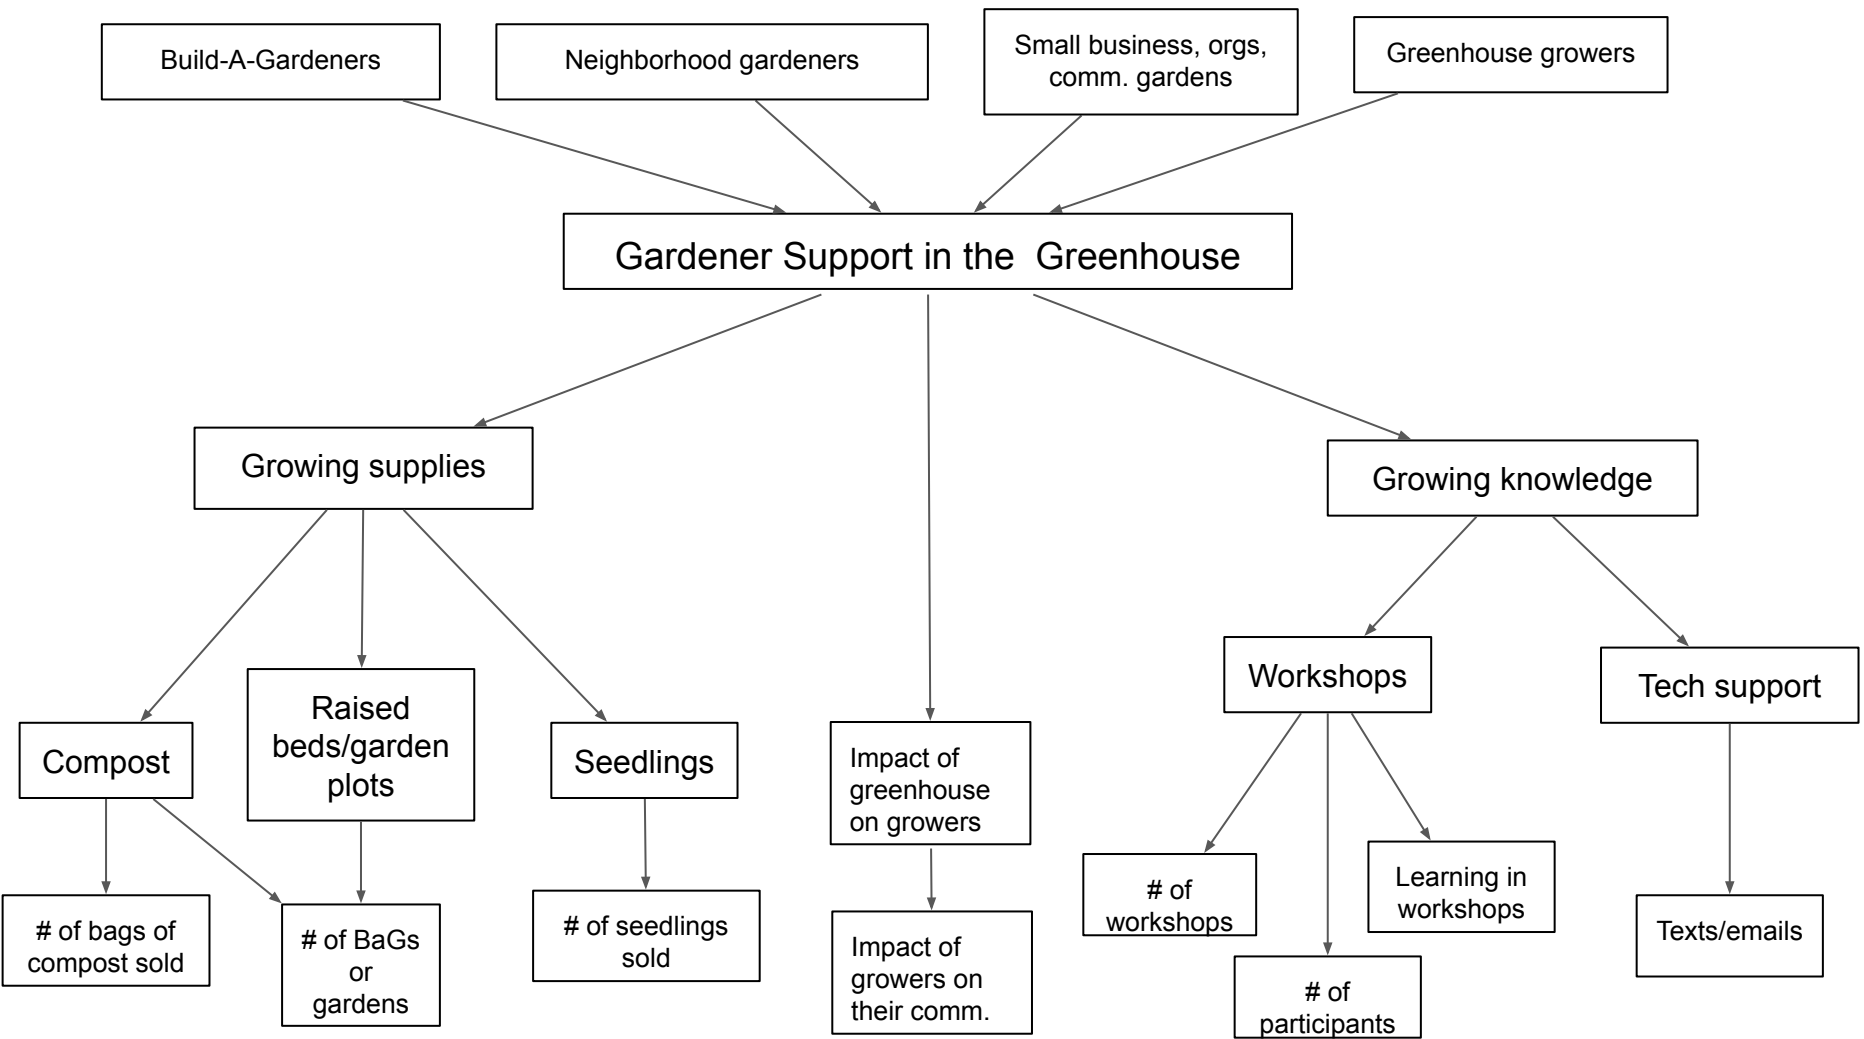 Build-A-Gardeners
Neighborhood gardeners
Small business, orgs,
comm. gardens
Greenhouse growers
Gardener Support in the  Greenhouse
Growing supplies
Growing knowledge
Compost
Raised
beds/garden
plots
Seedlings
Impact of
greenhouse
on growers
Workshops
Tech support
# of bags of
compost sold
# of BaGs
or
gardens
# of seedlings
sold
Impact of
growers on
their comm.
# of
workshops
# of
participants
Learning in
workshops
Texts/emails